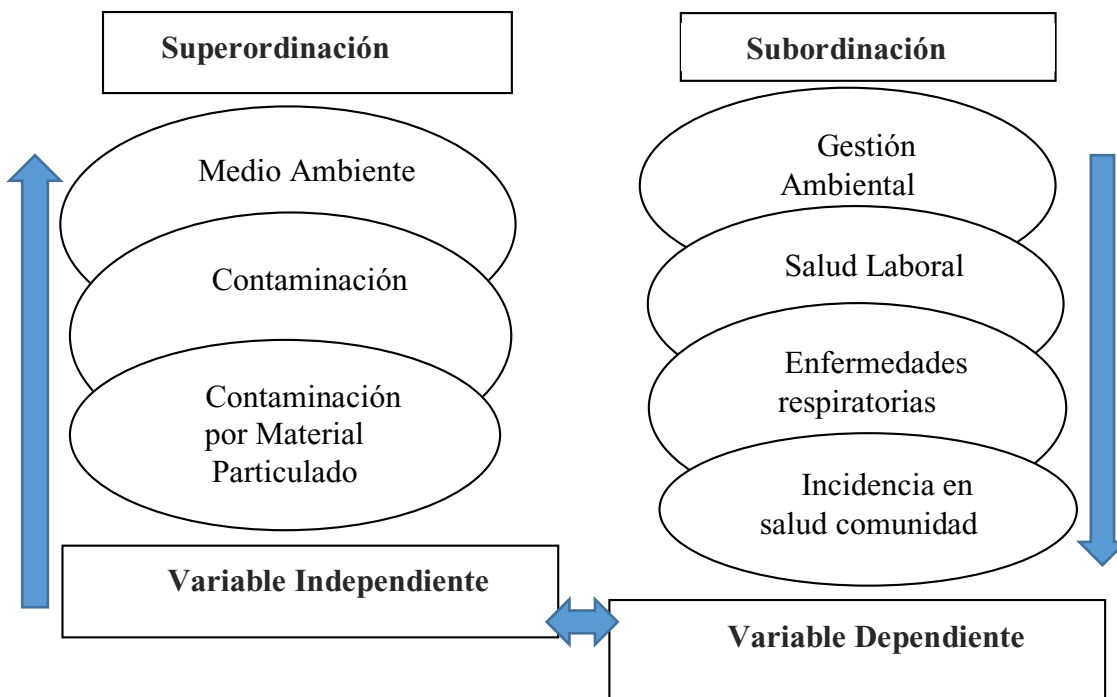 Superordinación
Medio Ambiente
Contaminación
Contaminación
por Material
Particulado
Variable Independiente
Subordinación
Gestión
Ambiental
Salud Laboral
Enfermedades
respiratorias
Incidencia en
salud comunidad
Variable Dependiente